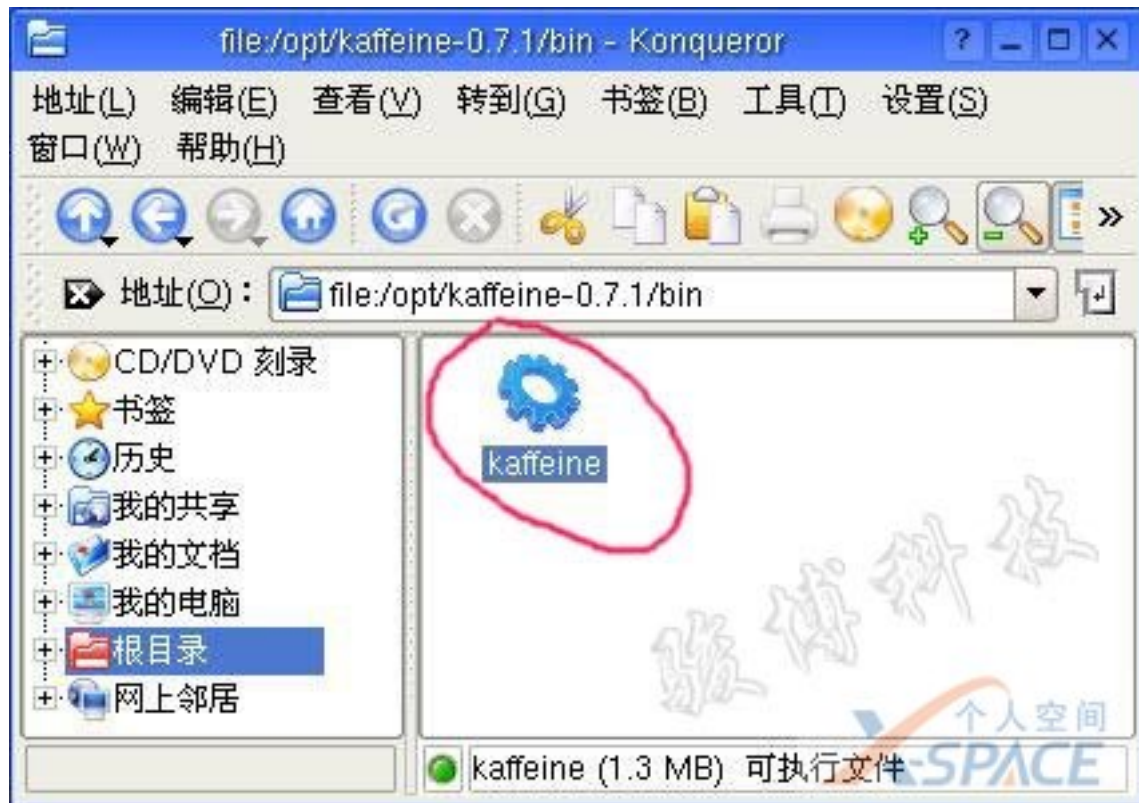 file:/opt/kaffeine-0.7.1/bin - Konqueror
地址(L) 编辑(E) 查看(V) 转到(G) 书签(B) 工具(T) 设置(S)
窗口(W) 帮助(H)
地址(O)： file:/opt/kaffeine-0.7.1/bin
CD/DVD 刻录
书签
历史
我的共享
我的文档
我的电脑
根目录
网上邻居
kaffeine
骏博科技
个人空间
X-SPACE
kaffeine (1.3 MB) 可执行文件